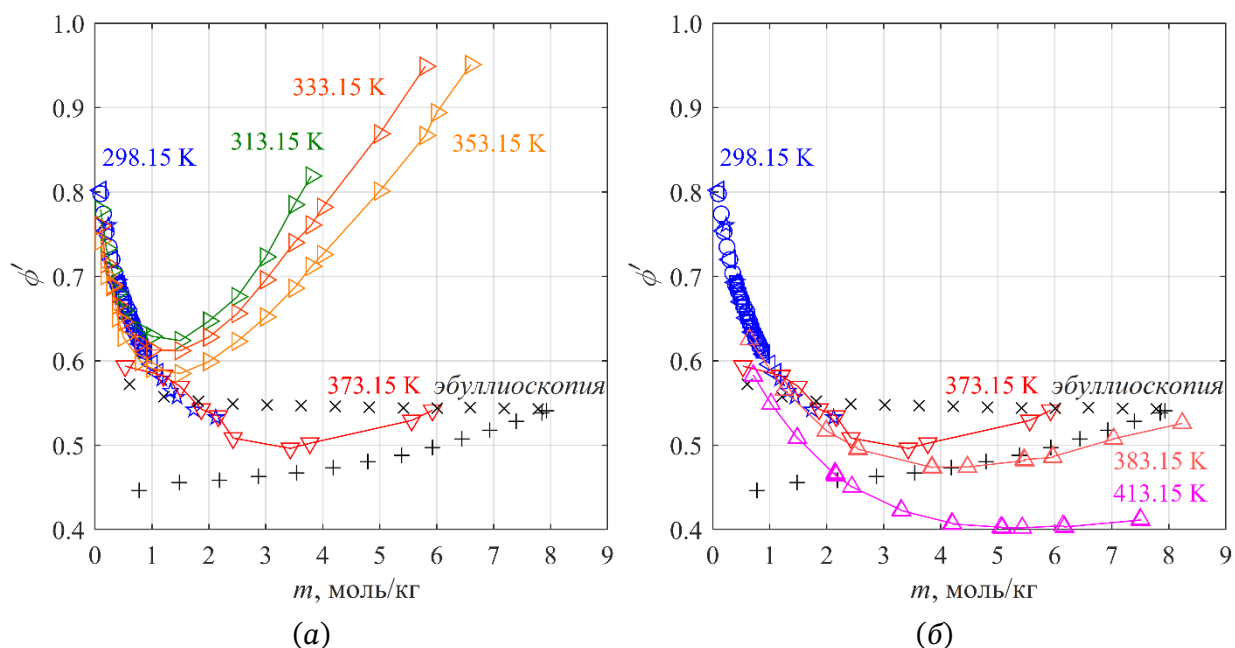 1.0
0.9
0.8
0.7
0.6
0.5
0.4
ϕ′
333.15 K
313.15 K
353.15 K
298.15 K
373.15 K
эбуллиоскопия
0 1 2 3 4 5 6 7 8 9
m, моль/кг
(а)
1.0
0.9
0.8
0.7
0.6
0.5
0.4
ϕ′
298.15 K
373.15 K
эбуллиоскопия
383.15 K
413.15 K
0 1 2 3 4 5 6 7 8 9
m, моль/кг
(б)